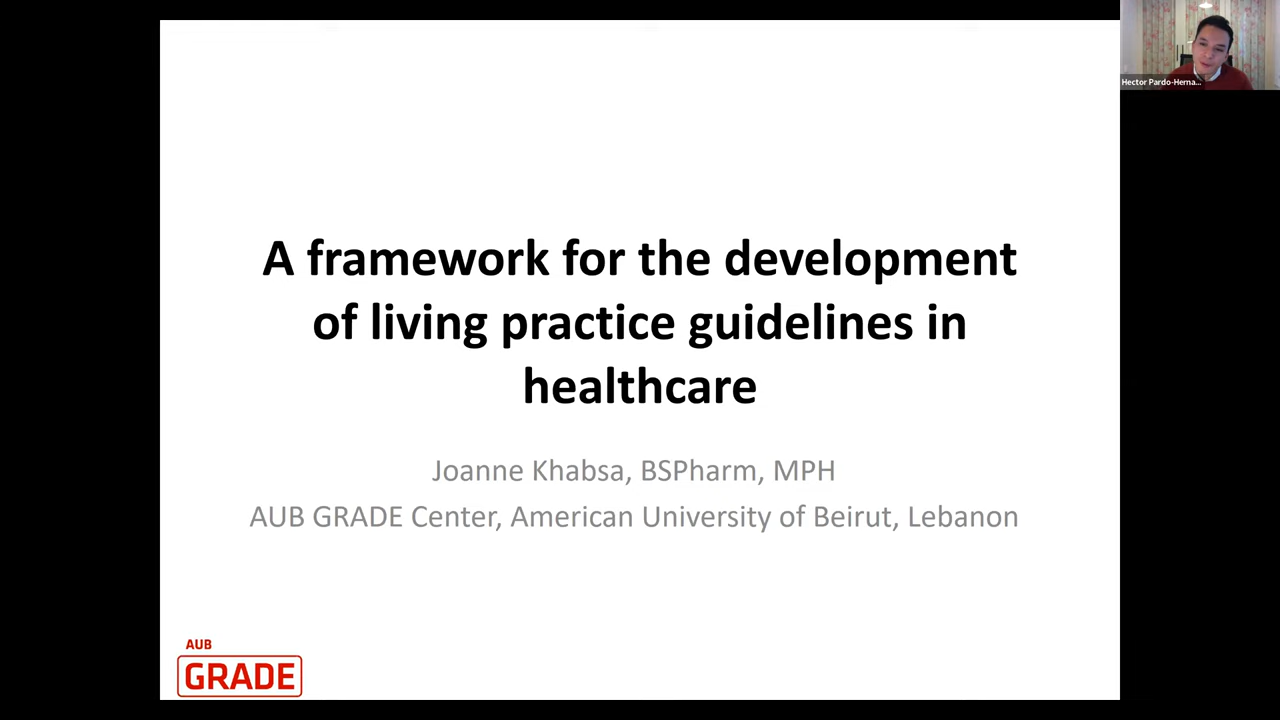 Hector Pardo-Herna...
A framework for the development
of living practice guidelines in
healthcare
Joanne Khabsa, BSPharm, MPH
AUB GRADE Center, American University of Beirut, Lebanon
AUB
GRADE